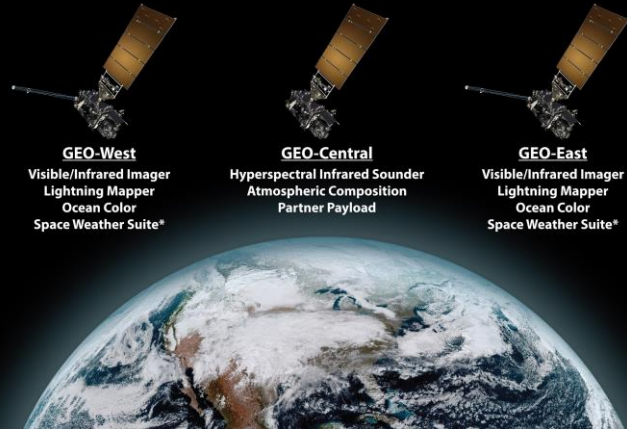 GEO-West
Visible/Infrared Imager
Lightning Mapper
Ocean Color
Space Weather Suite*
GEO-Central
Hyperspectral Infrared Sounder
Atmospheric Composition
Partner Payload
GEO-East
Visible/Infrared Imager
Lightning Mapper
Ocean Color
Space Weather Suite*